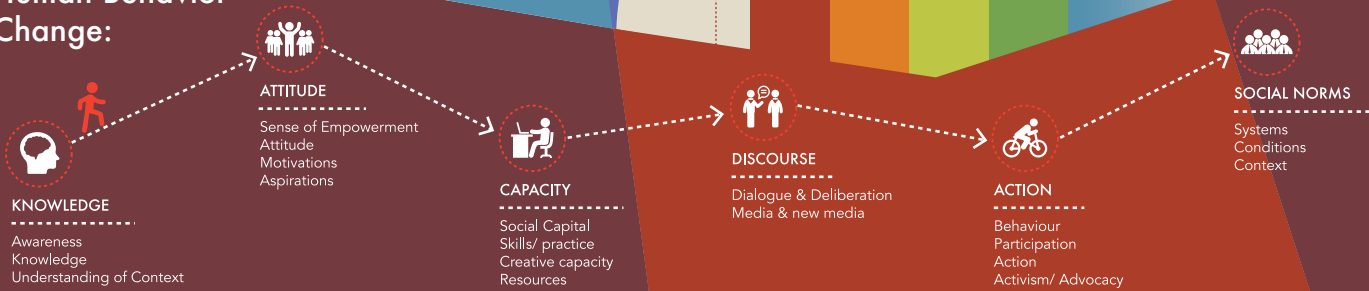 Human Behavior
Change:
KNOWLEDGE
Awareness
Knowledge
Understanding of Context
ATTITUDE
Sense of Empowerment
Attitude
Motivations
Aspirations
CAPACITY
Social Capital
Skills/ practice
Creative capacity
Resources
DISCOURSE
Dialogue & Deliberation
Media & new media
ACTION
Behaviour
Participation
Action
Activism/ Advocacy
SOCIAL NORMS
Systems
Conditions
Context